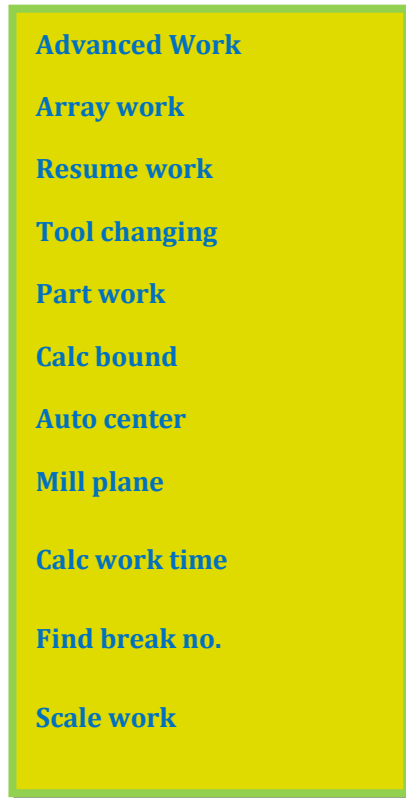 Advanced Work
Array work
Resume work
Tool changing
Part work
Calc bound
Auto center
Mill plane
Calc work time
Find break no.
Scale work